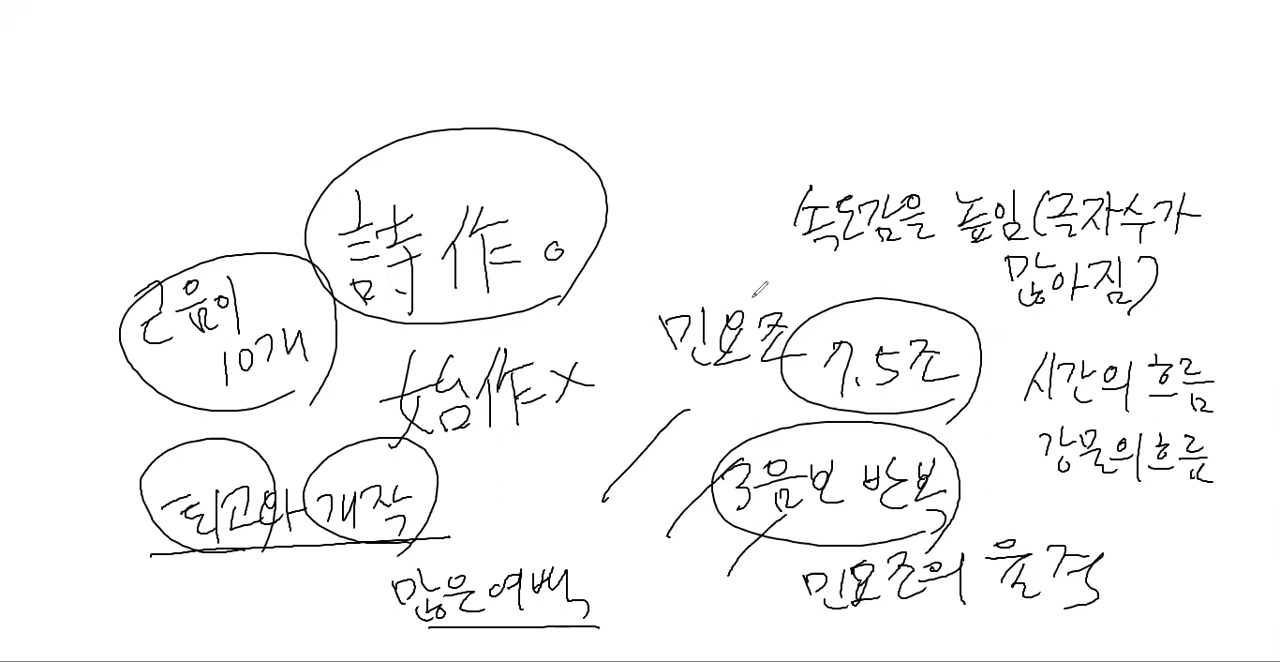 詩作。
ㄹ음이
10개
始作×
퇴고와 개작
많은여백
속도감을 높임(글자수가
많아짐)
민요조 7.5조
시간의 흐름
강물의흐름
3음보 반복
민요조의 율격